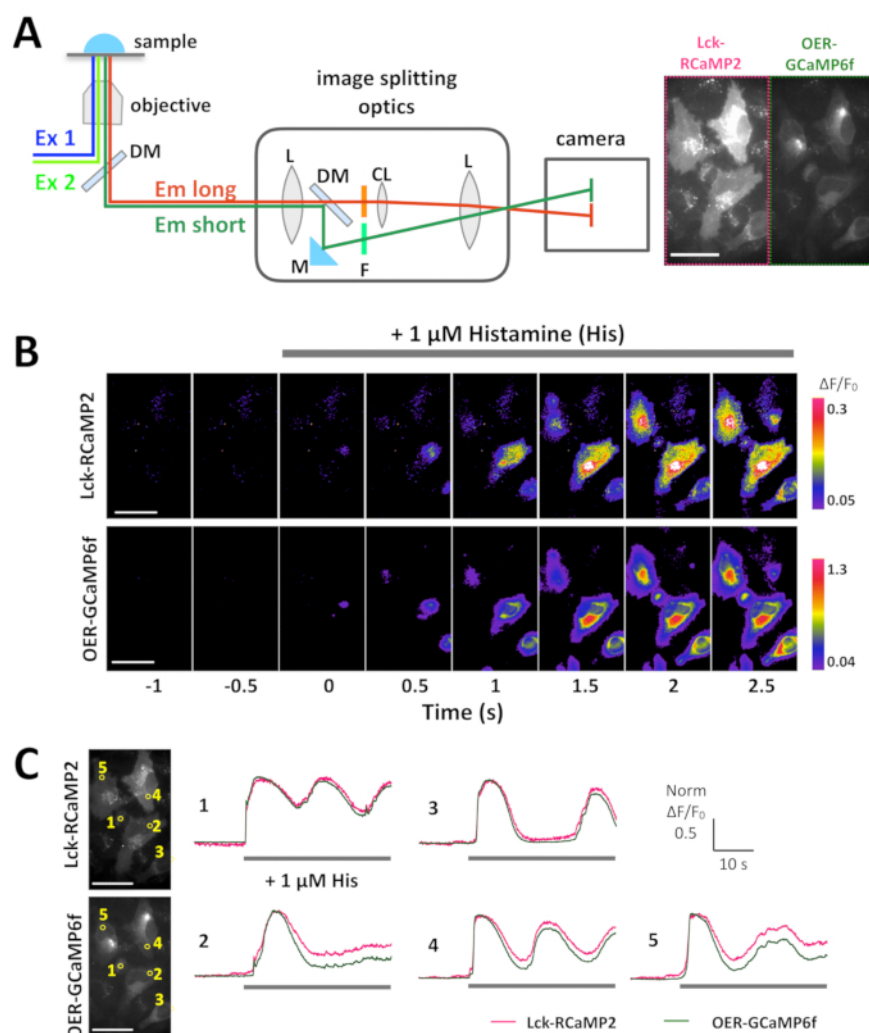 A
sample
objective
Ex 1
DM
Ex 2
Em long
Em short
image splitting
optics
L
DM
CL
L
M
F
camera
Lck-
RCaMP2
OER-
GCaMP6f
B
+ 1 µM Histamine (His)
Lck-RCaMP2
ΔF/F₀
0.3
0.05
OER-GCaMP6f
1.3
0.04
-1 -0.5 0 0.5 1 1.5 2 2.5
Time (s)
C
Lck-RCaMP2
5
4
1
2
3
1
3
Norm
ΔF/F₀
0.5
10 s
+ 1 µM His
OER-GCaMP6f
5
4
1
2
3
2
4
5
Lck-RCaMP2
OER-GCaMP6f